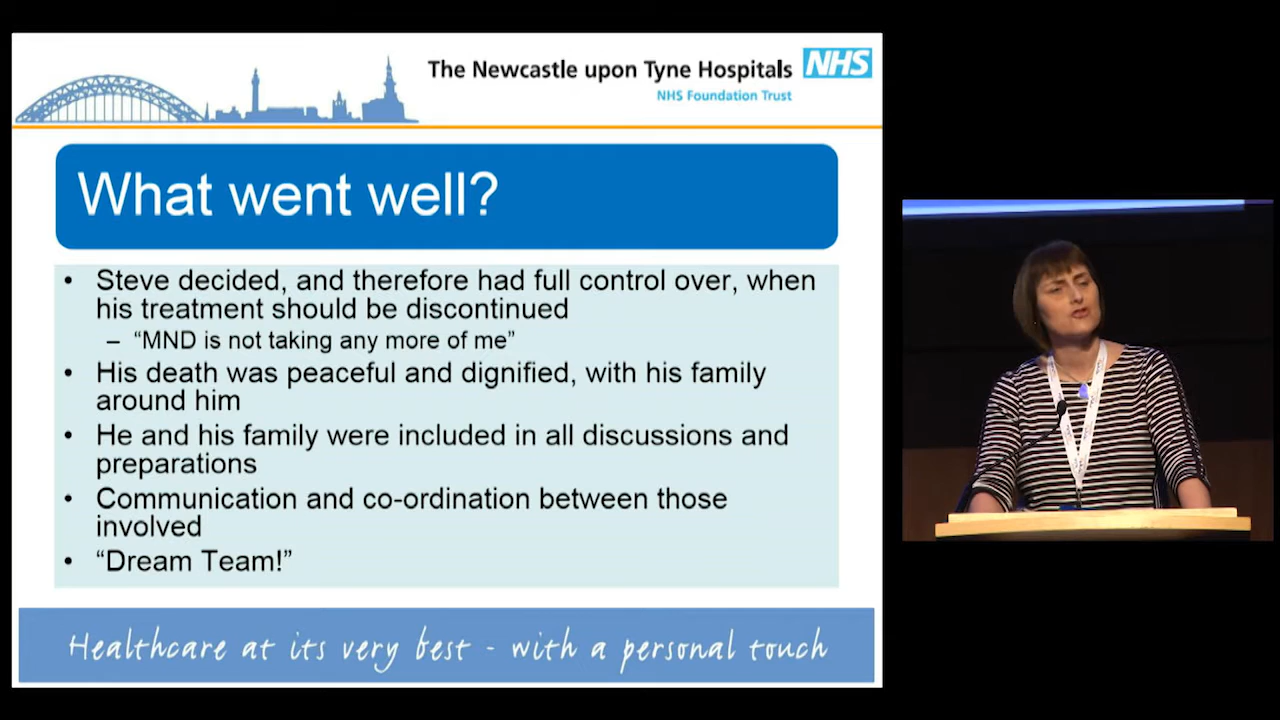 The Newcastle upon Tyne Hospitals NHS
NHS Foundation Trust
What went well?
• Steve decided, and therefore had full control over, when
his treatment should be discontinued
– “MND is not taking any more of me”
• His death was peaceful and dignified, with his family
around him
• He and his family were included in all discussions and
preparations
• Communication and co-ordination between those
involved
• “Dream Team!”
Healthcare at its very best - with a personal touch